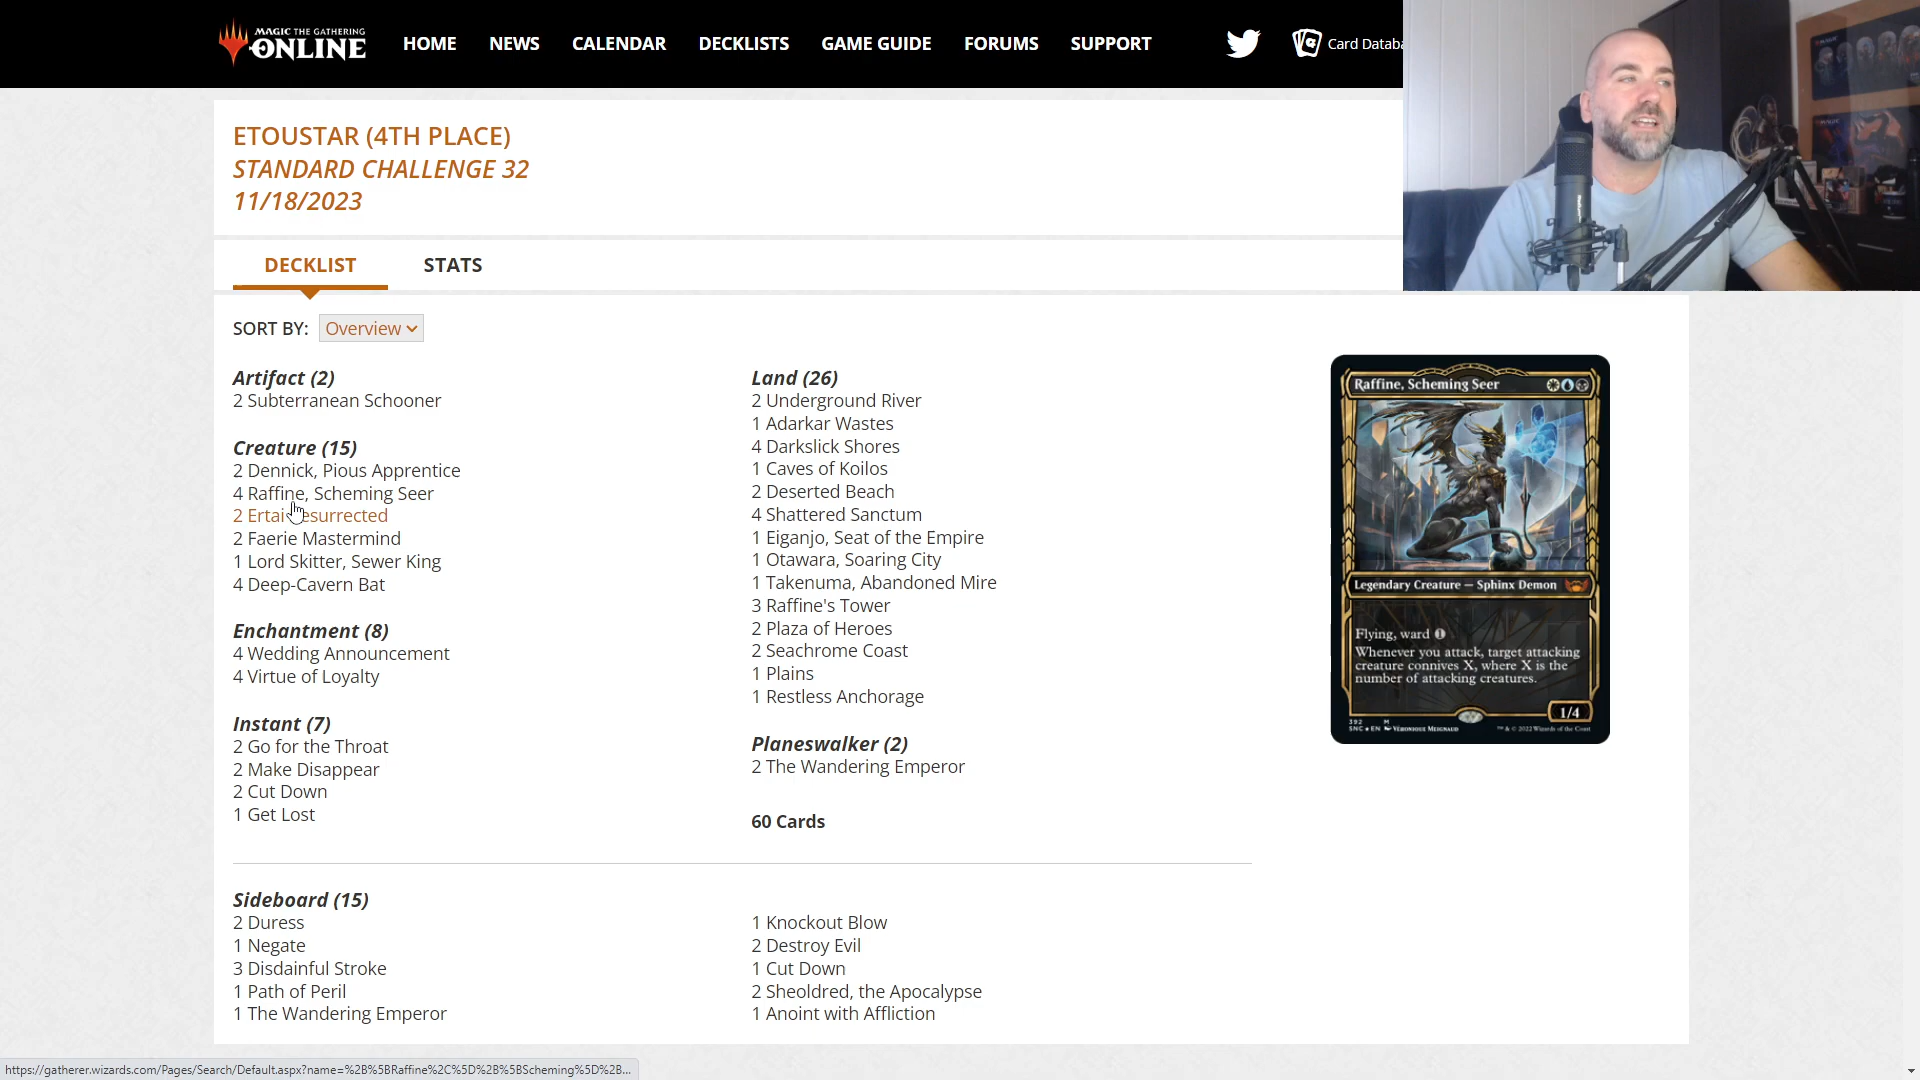 MAGIC THE GATHERING
ONLINE
HOME
NEWS
CALENDAR
DECKLISTS
GAME GUIDE
FORUMS
SUPPORT
Card Databa
ETOUSTAR (4TH PLACE)
STANDARD CHALLENGE 32
11/18/2023
DECKLIST
STATS
SORT BY:
Overview
Artifact (2)
2 Subterranean Schooner
Creature (15)
2 Dennick, Pious Apprentice
4 Raffine, Scheming Seer
2 Ertai esurrected
2 Faerie Mastermind
1 Lord Skitter, Sewer King
4 Deep-Cavern Bat
Enchantment (8)
4 Wedding Announcement
4 Virtue of Loyalty
Instant (7)
2 Go for the Throat
2 Make Disappear
2 Cut Down
1 Get Lost
Land (26)
2 Underground River
1 Adarkar Wastes
4 Darkslick Shores
1 Caves of Koilos
2 Deserted Beach
4 Shattered Sanctum
1 Eiganjo, Seat of the Empire
1 Otawara, Soaring City
1 Takenuma, Abandoned Mire
3 Raffine's Tower
2 Plaza of Heroes
2 Seachrome Coast
1 Plains
1 Restless Anchorage
Planeswalker (2)
2 The Wandering Emperor
60 Cards
Sideboard (15)
2 Duress
1 Negate
3 Disdainful Stroke
1 Path of Peril
1 The Wandering Emperor
1 Knockout Blow
2 Destroy Evil
1 Cut Down
2 Sheoldred, the Apocalypse
1 Anoint with Affliction
Raffine, Scheming Seer
Legendary Creature — Sphinx Demon
Flying, ward 1
Whenever you attack, target attacking
creature connives X, where X is the
number of attacking creatures.
1/4
392 M
SNC • EN VÉRONIQUE MEIGNAUD
™ & © 2022 Wizards of the Coast
https://gatherer.wizards.com/Pages/Search/Default.aspx?name=%2B%5BRaffine%2C%5D%2B%5BScheming%5D%2B...